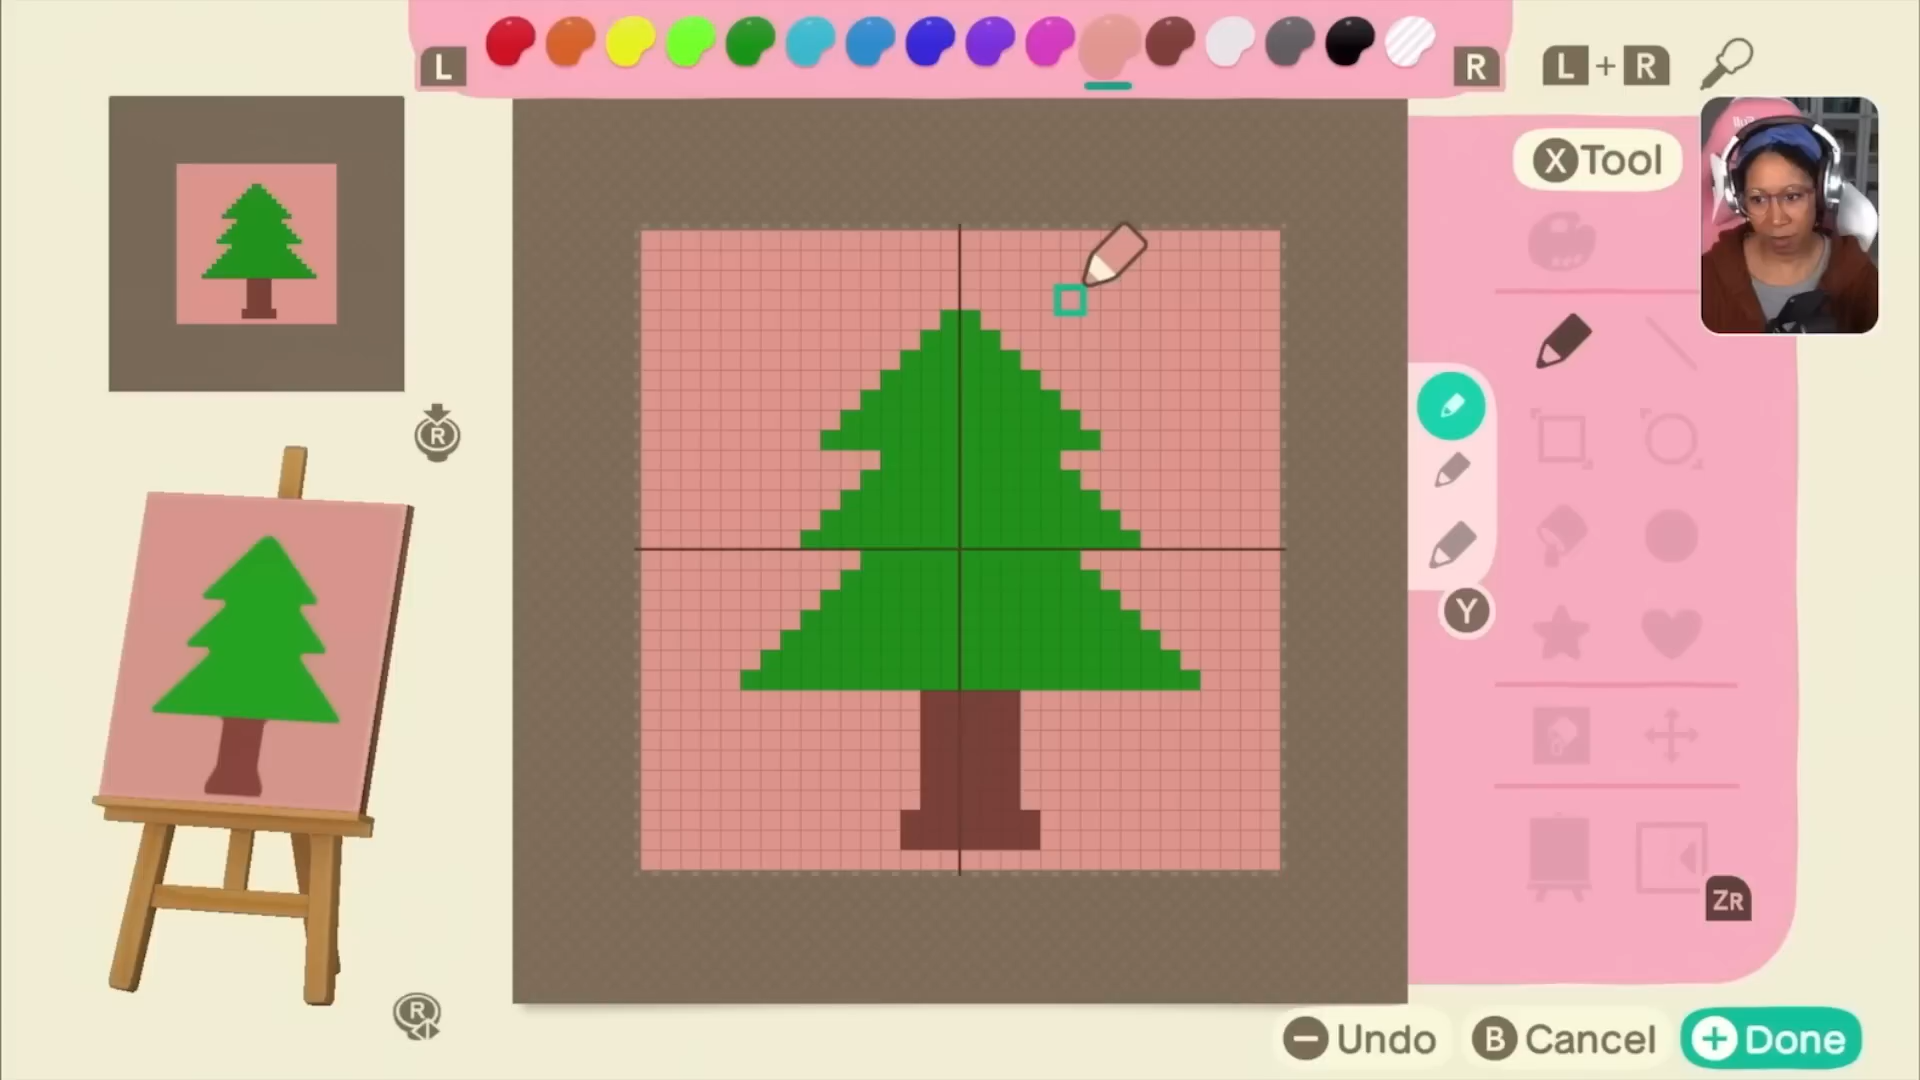 L
R
L + R
X Tool
R
Y
ZR
R
Undo
B Cancel
Done